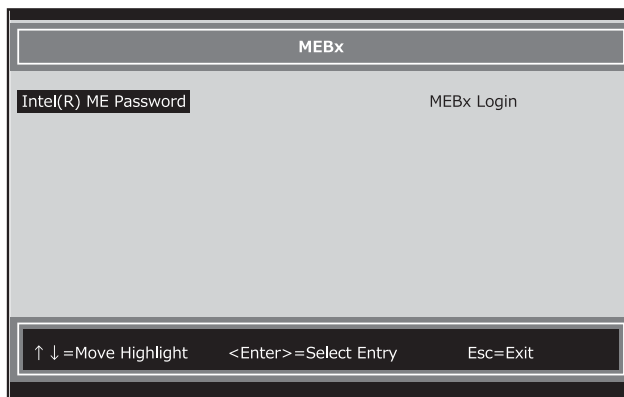 MEBx
Intel(R) ME Password MEBx Login
↑↓=Move Highlight <Enter>=Select Entry Esc=Exit